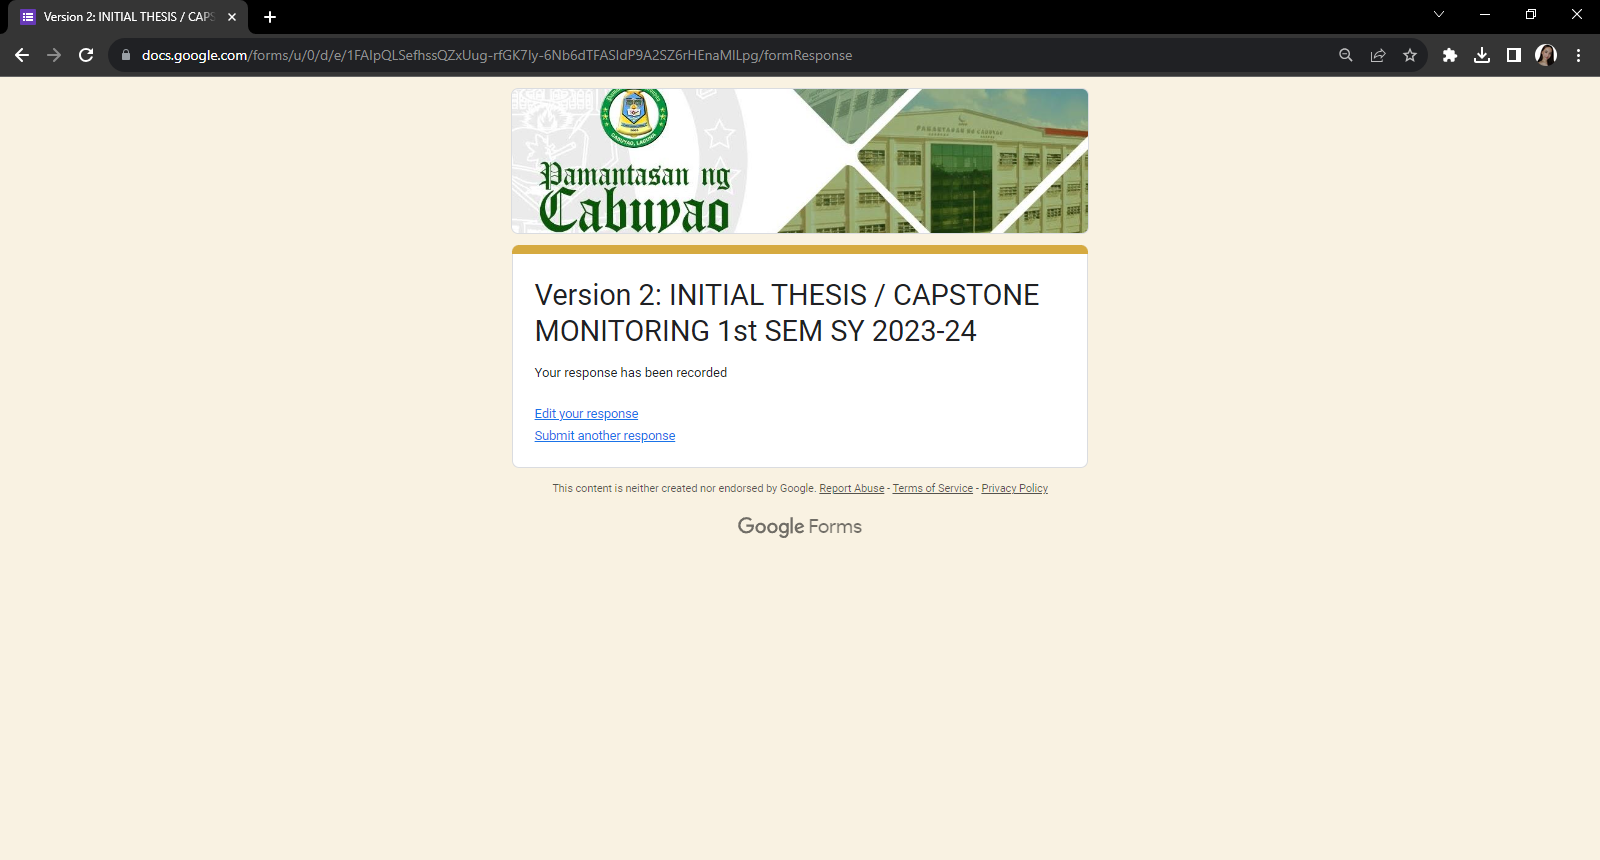 Version 2: INITIAL THESIS / CAPS
docs.google.com/forms/u/0/d/e/1FAIpQLSefhssQZxUug-rfGK7Iy-6Nb6dTFASIdP9A2SZ6rHEnaMILpg/formResponse
CABUYAO, LAGUNA
PAMANTASAN NG CABUYAO
Pamantasan ng
Cabuyao
Version 2: INITIAL THESIS / CAPSTONE
MONITORING 1st SEM SY 2023-24
Your response has been recorded
Edit your response
Submit another response
This content is neither created nor endorsed by Google. Report Abuse - Terms of Service - Privacy Policy
Google Forms